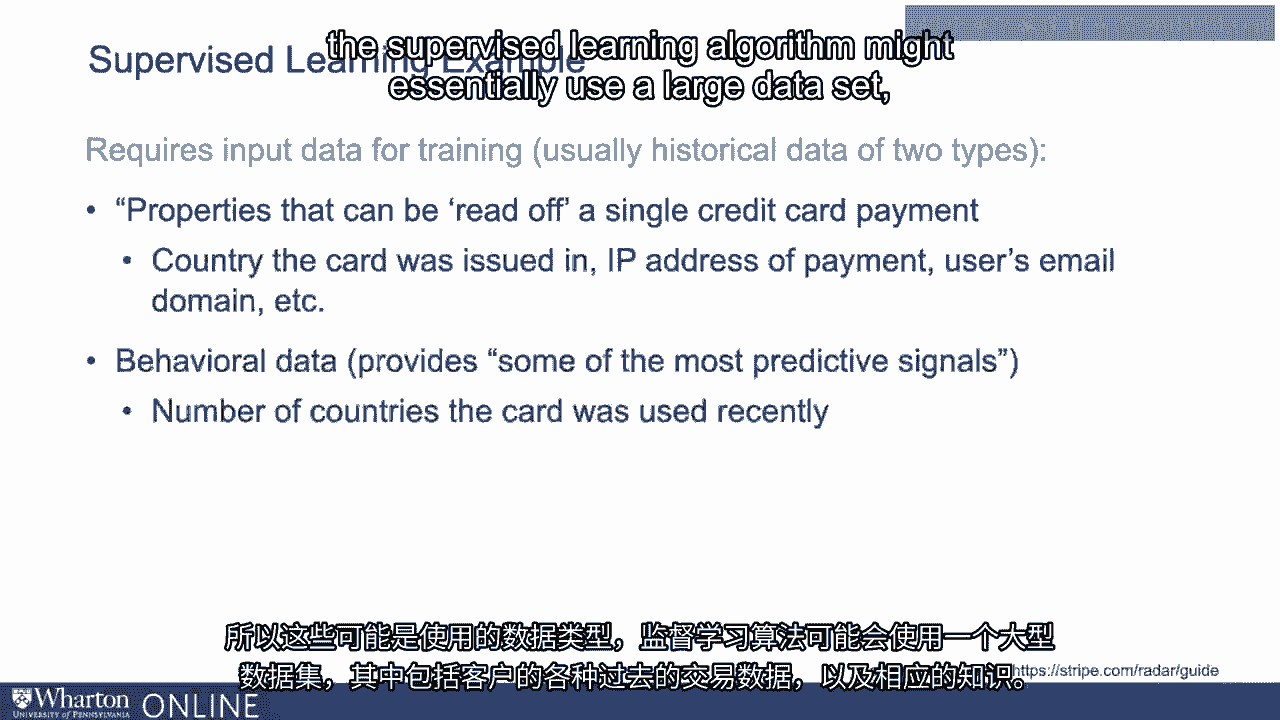 the supervised learning algorithm might
essentially use a large data set,
Supervised Learning Example
Requires input data for training (usually historical data of two types):
• “Properties that can be ‘read off’ a single credit card payment
• Country the card was issued in, IP address of payment, user’s email
domain, etc.
• Behavioral data (provides “some of the most predictive signals”)
• Number of countries the card was used recently
所以这些可能是使用的数据类型，监督学习算法可能会使用一个大型
数据集，其中包括客户的各种过去的交易数据，以及相应的知识。
https://stripe.com/radar/guide
Wharton
UNIVERSITY of PENNSYLVANIA
ONLINE